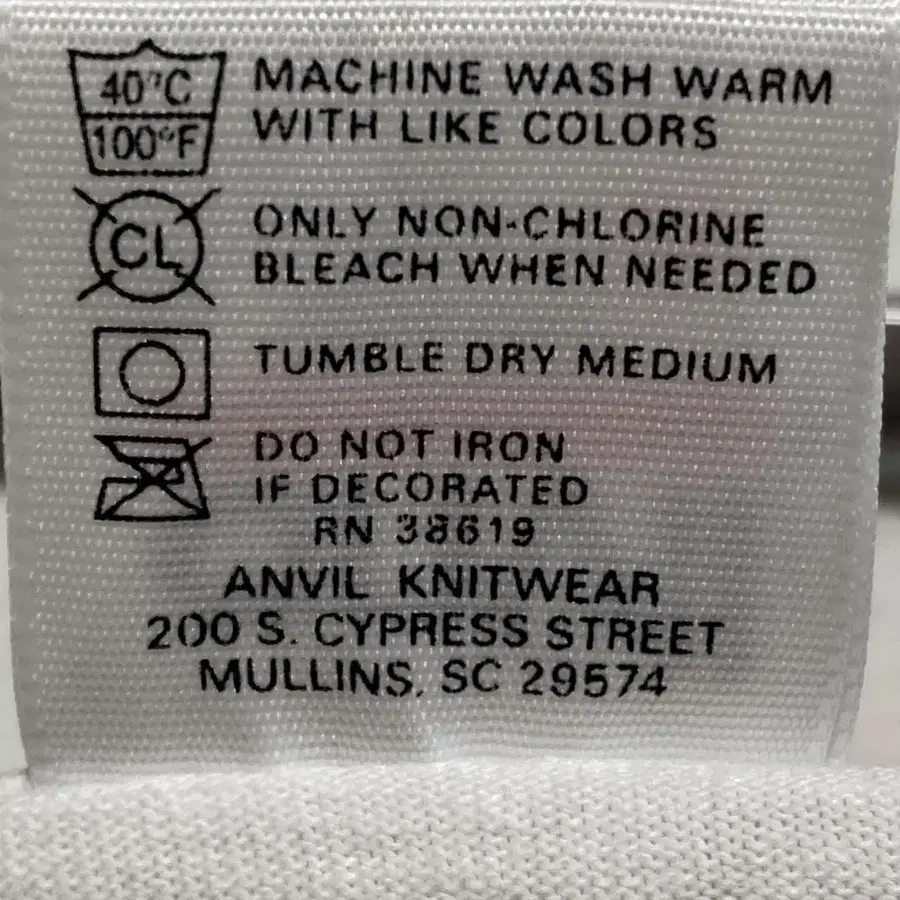 40°C
100°F
MACHINE WASH WARM
WITH LIKE COLORS
CL
ONLY NON-CHLORINE
BLEACH WHEN NEEDED
TUMBLE DRY MEDIUM
DO NOT IRON
IF DECORATED
RN 38619
ANVIL KNITWEAR
200 S. CYPRESS STREET
MULLINS, SC 29574